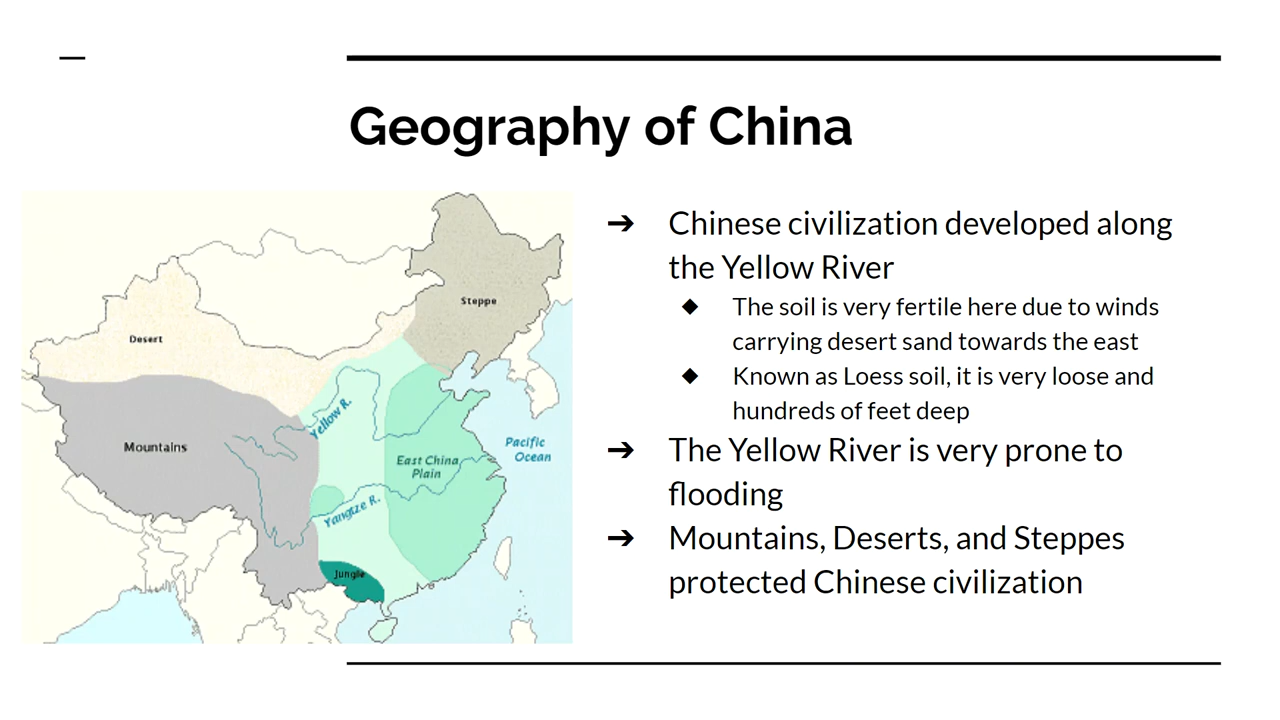 Geography of China
Desert
Steppe
Mountains
Yellow R.
East China
Plain
Yangtze R.
Jungle
Pacific
Ocean
➔ Chinese civilization developed along
the Yellow River
◆ The soil is very fertile here due to winds
carrying desert sand towards the east
◆ Known as Loess soil, it is very loose and
hundreds of feet deep
➔ The Yellow River is very prone to
flooding
➔ Mountains, Deserts, and Steppes
protected Chinese civilization